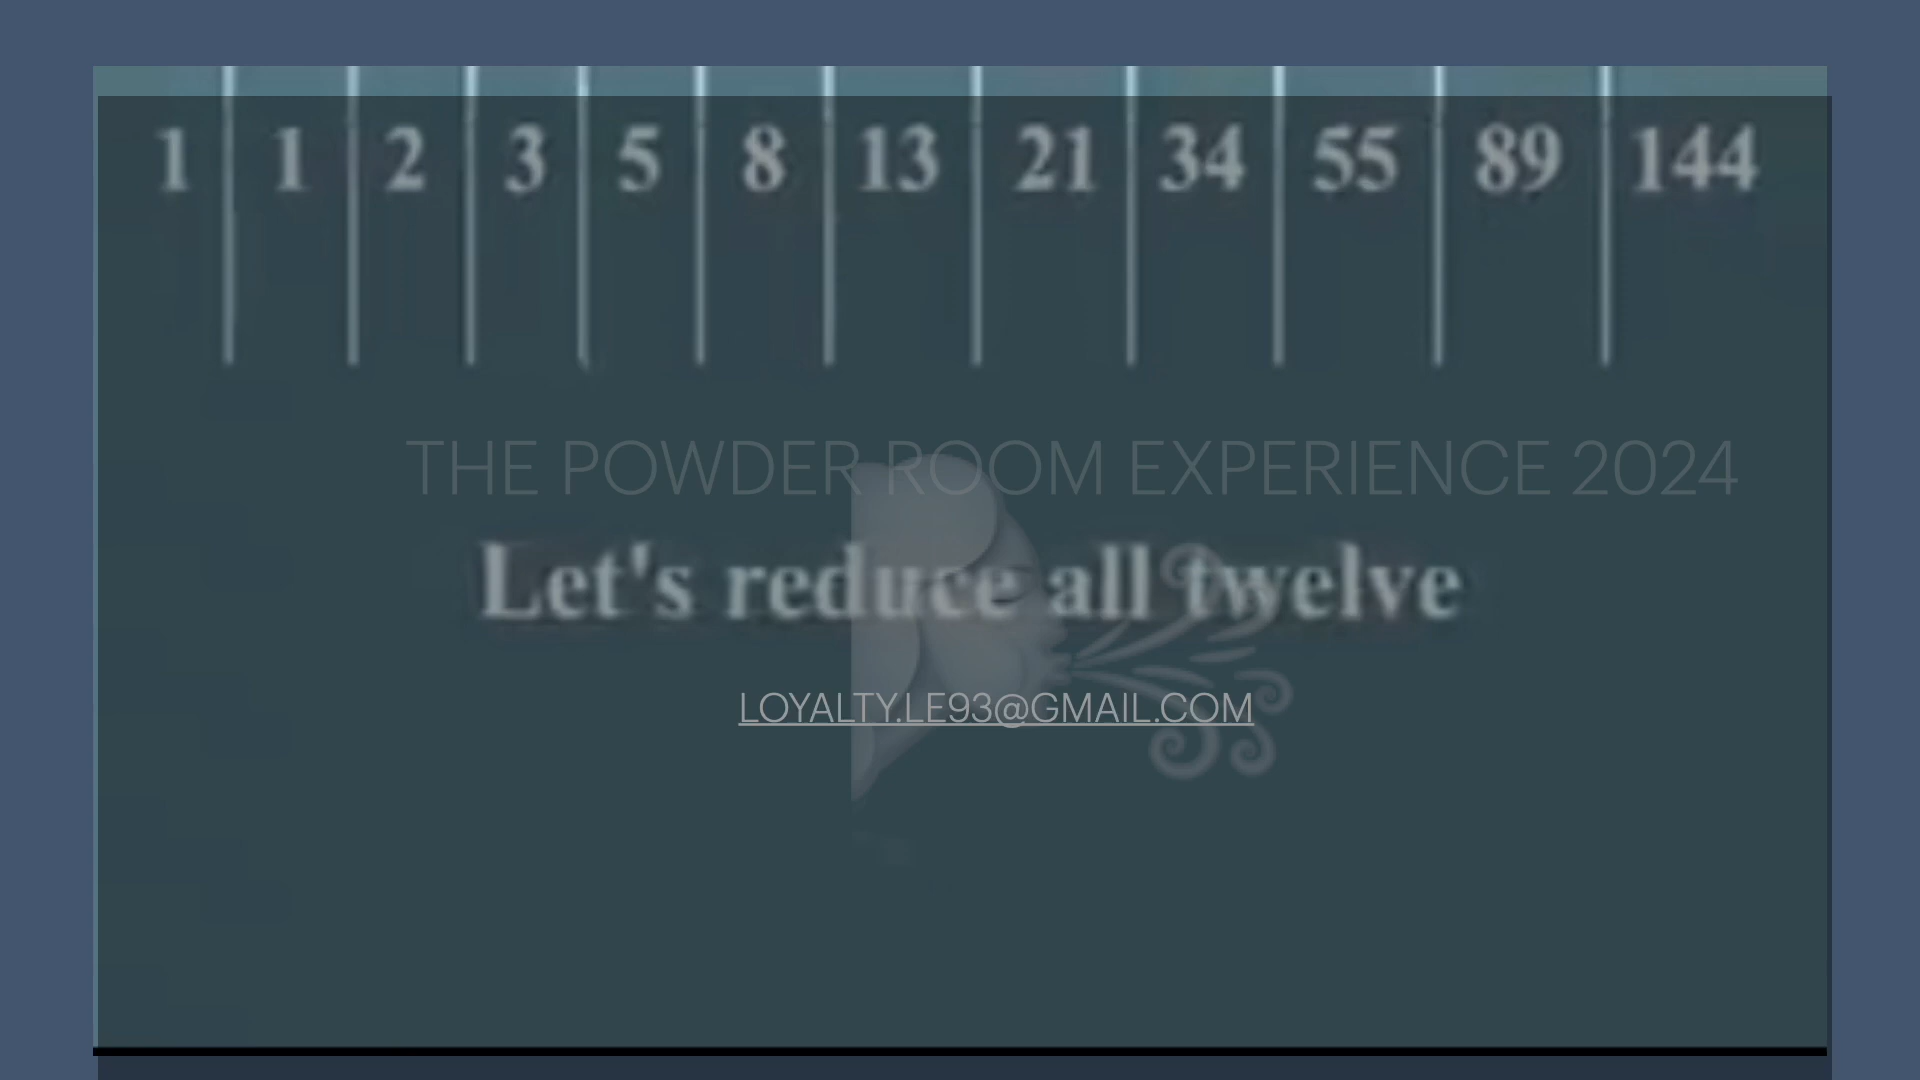 1 1 2 3 5 8 13 21 34 55 89 144
THE POWDER ROOM EXPERIENCE 2024
Let's reduce all twelve
LOYALTY.LE93@GMAIL.COM